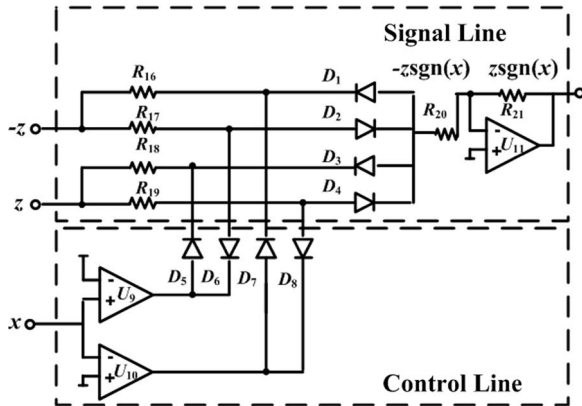 Signal Line
-zsgn(x) zsgn(x)
R16 D1
R17 D2
R20 R21
-z
R18 D3
U11
R19 D4
z
D5 D6 D7 D8
- U9
+
x
-
+ U10
Control Line